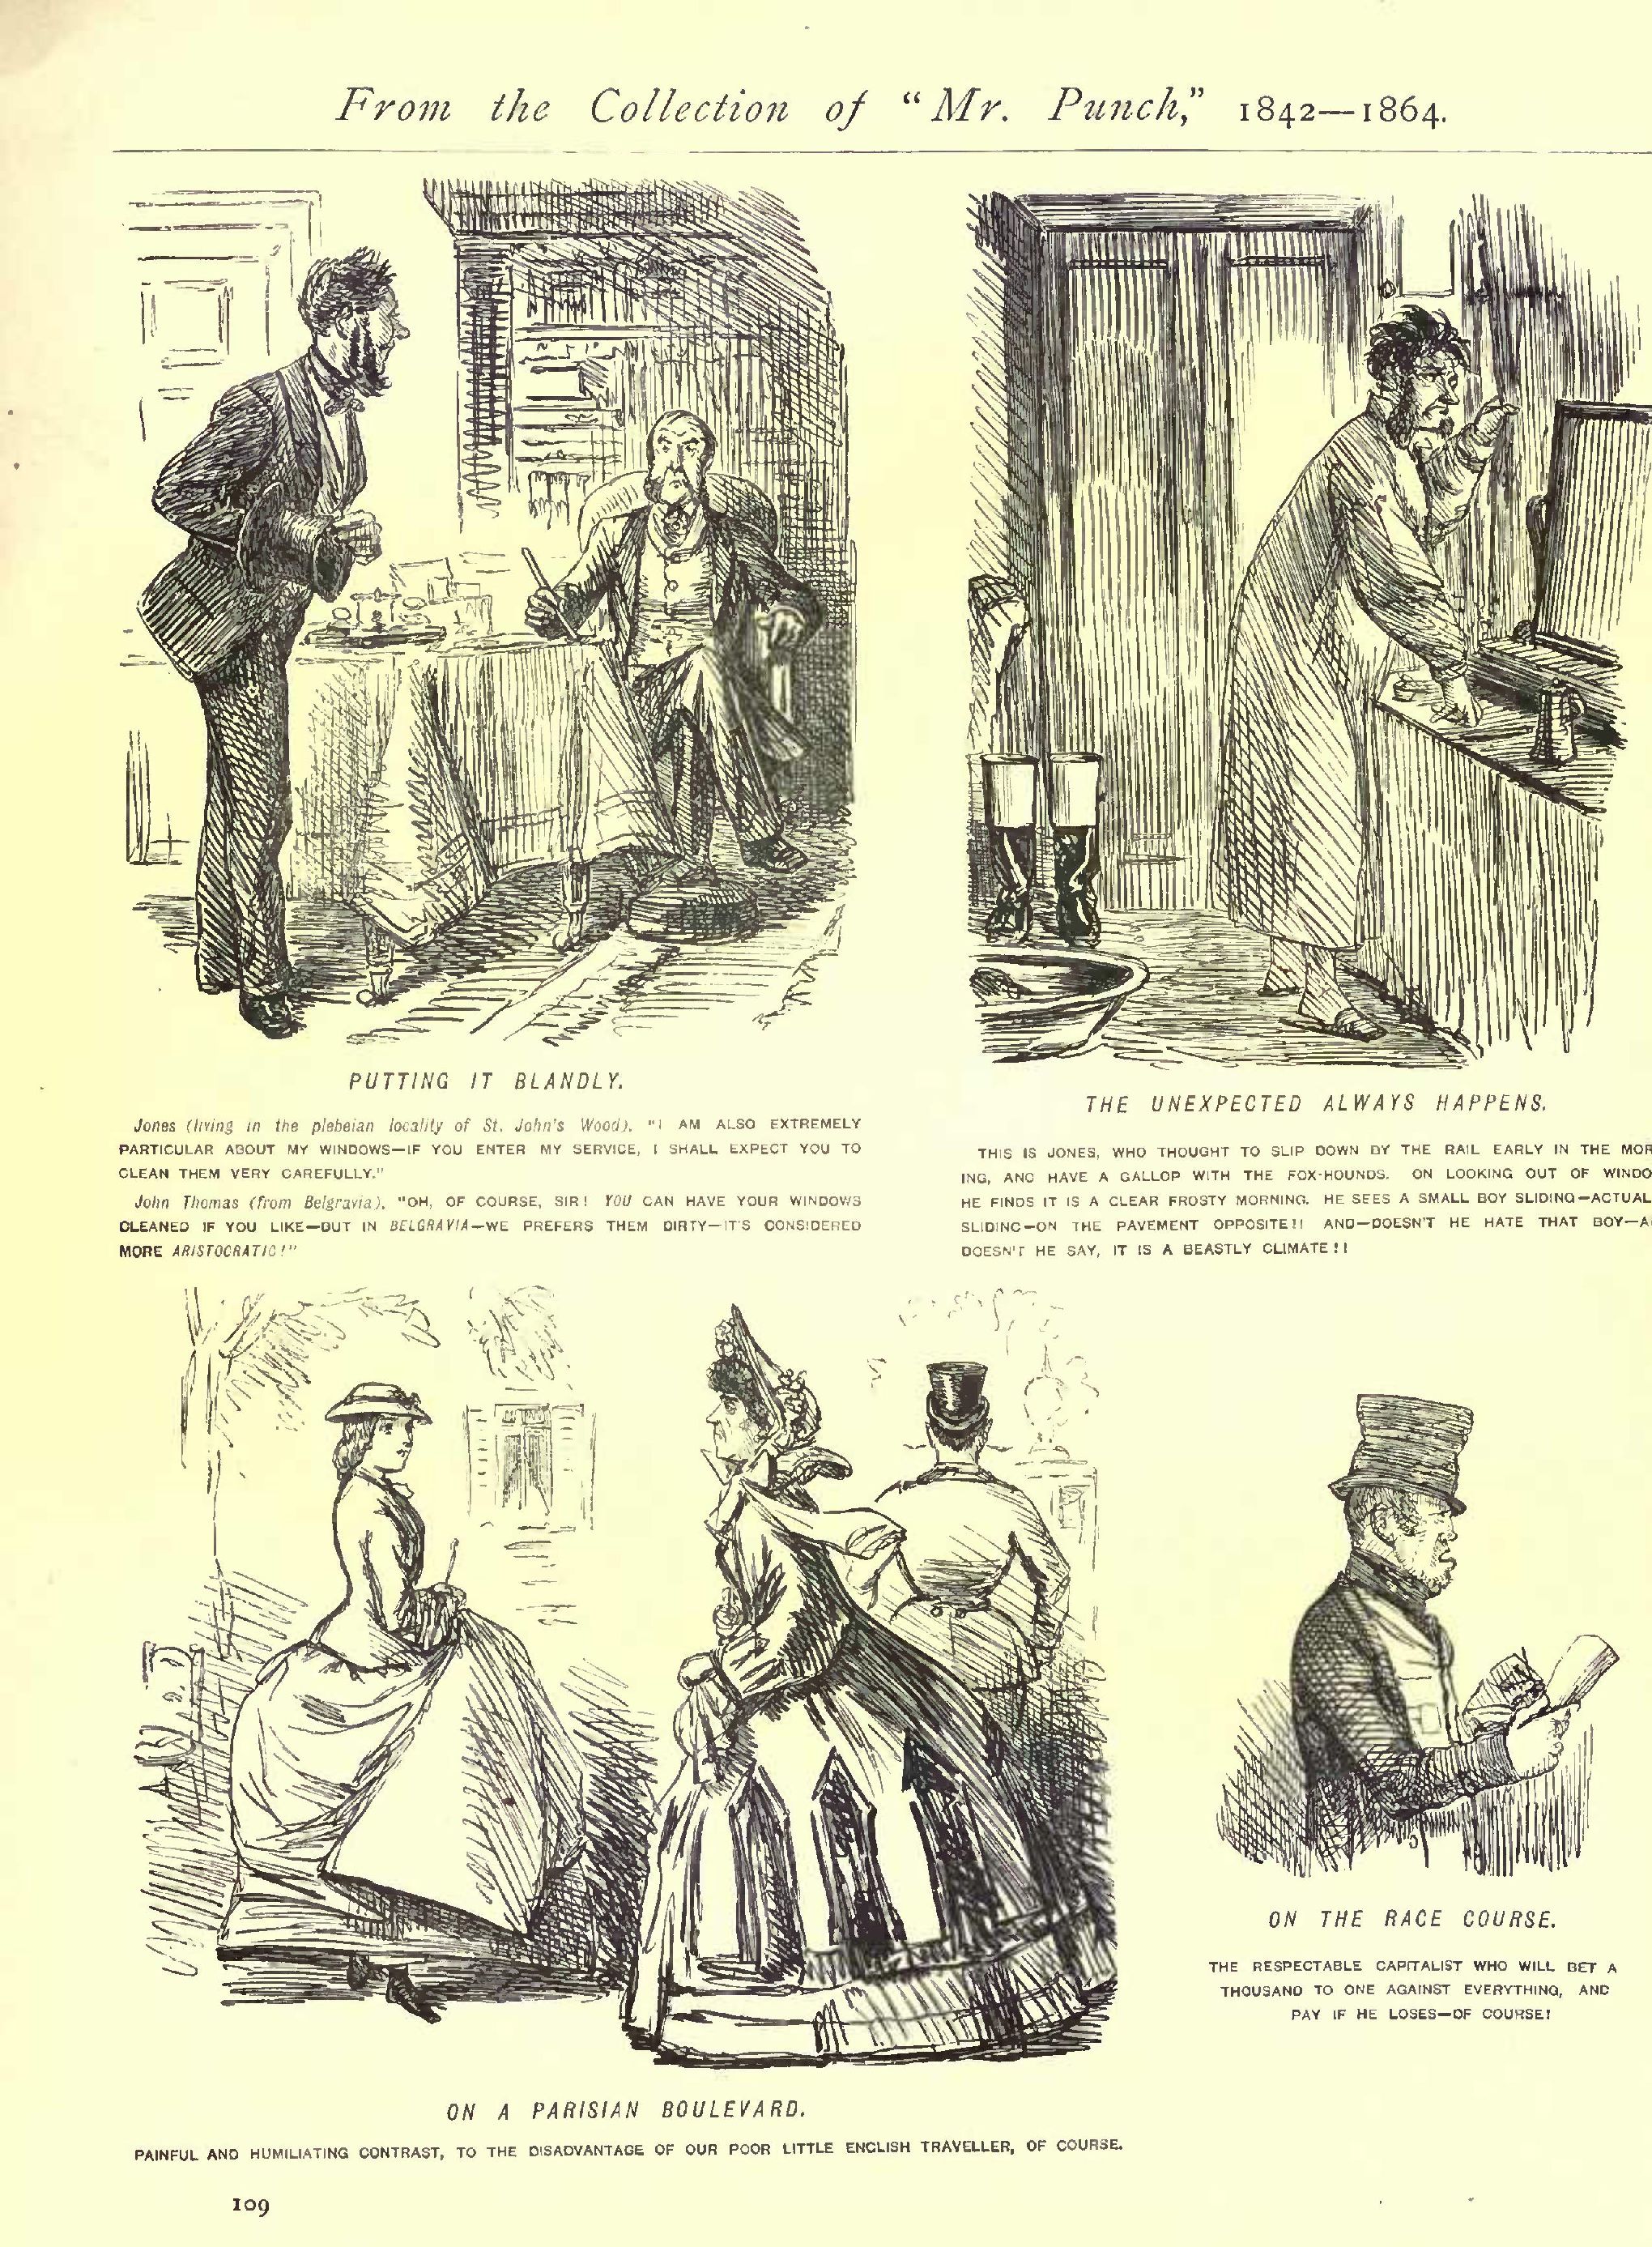 From the Collection of “Mr. Punch,” 1842—1864.
PUTTING IT BLANDLY.
Jones (living in the plebeian locality of St. John's Wood). "I AM ALSO EXTREMELY
PARTICULAR ABOUT MY WINDOWS—IF YOU ENTER MY SERVICE, I SHALL EXPECT YOU TO
CLEAN THEM VERY CAREFULLY."
John Thomas (from Belgravia). "OH, OF COURSE, SIR! YOU CAN HAVE YOUR WINDOWS
CLEANED IF YOU LIKE—BUT IN BELGRAVIA—WE PREFERS THEM DIRTY—IT'S CONSIDERED
MORE ARISTOCRATIC!"
THE UNEXPECTED ALWAYS HAPPENS.
THIS IS JONES, WHO THOUGHT TO SLIP DOWN BY THE RAIL EARLY IN THE MOR
ING, AND HAVE A GALLOP WITH THE FOX-HOUNDS. ON LOOKING OUT OF WINDO
HE FINDS IT IS A CLEAR FROSTY MORNING. HE SEES A SMALL BOY SLIDING—ACTUAL
SLIDING—ON THE PAVEMENT OPPOSITE!! AND—DOESN'T HE HATE THAT BOY—A
DOESN'T HE SAY, IT IS A BEASTLY CLIMATE!!
ON THE RACE COURSE.
THE RESPECTABLE CAPITALIST WHO WILL BET A
THOUSAND TO ONE AGAINST EVERYTHING, AND
PAY IF HE LOSES—OF COURSE!
ON A PARISIAN BOULEVARD.
PAINFUL AND HUMILIATING CONTRAST, TO THE DISADVANTAGE OF OUR POOR LITTLE ENGLISH TRAVELLER, OF COURSE.
109